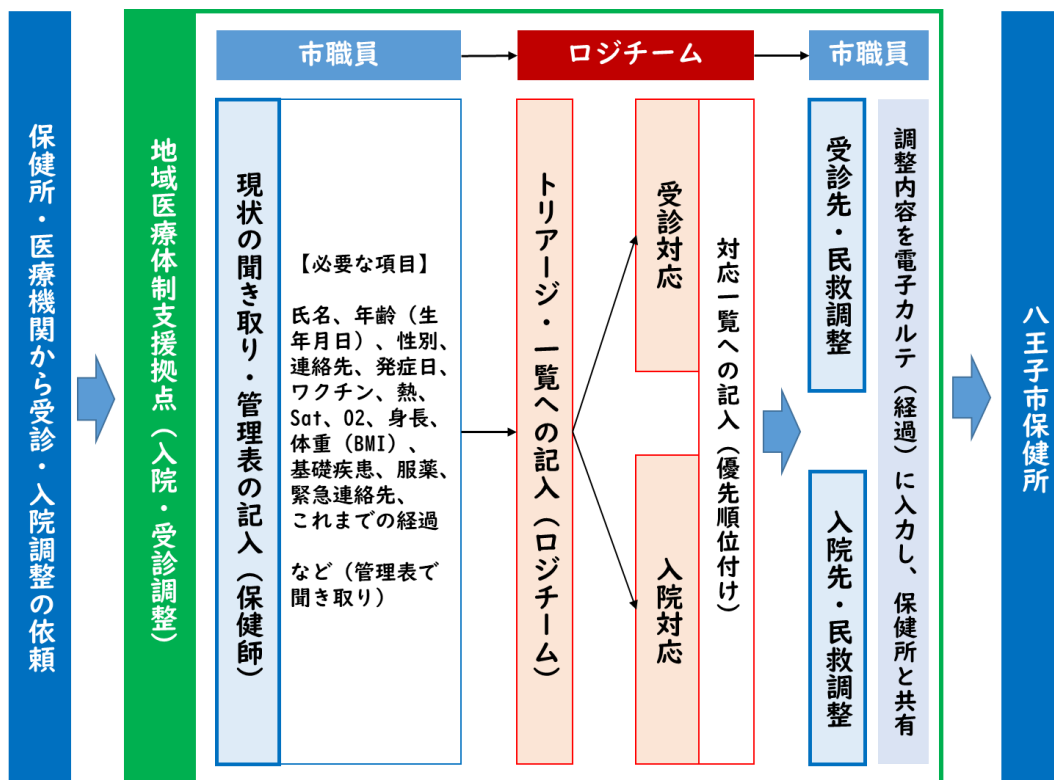 保健所・医療機関から受診・入院調整の依頼
地域医療体制支援拠点（入院・受診調整）
市職員
ロジチーム
市職員
現状の聞き取り・管理表の記入（保健師）
【必要な項目】
氏名、年齢（生
年月日）、性別、
連絡先、発症日、
ワクチン、熱、
Sat、O2、身長、
体重（BMI）、
基礎疾患、服薬、
緊急連絡先、
これまでの経過
など（管理表で
聞き取り）
トリアージ・一覧への記入（ロジチーム）
受診対応
入院対応
対応一覧への記入（優先順位付け）
受診先・民救調整
入院先・民救調整
調整内容を電子カルテ（経過）に入力し、保健所と共有
八王子市保健所